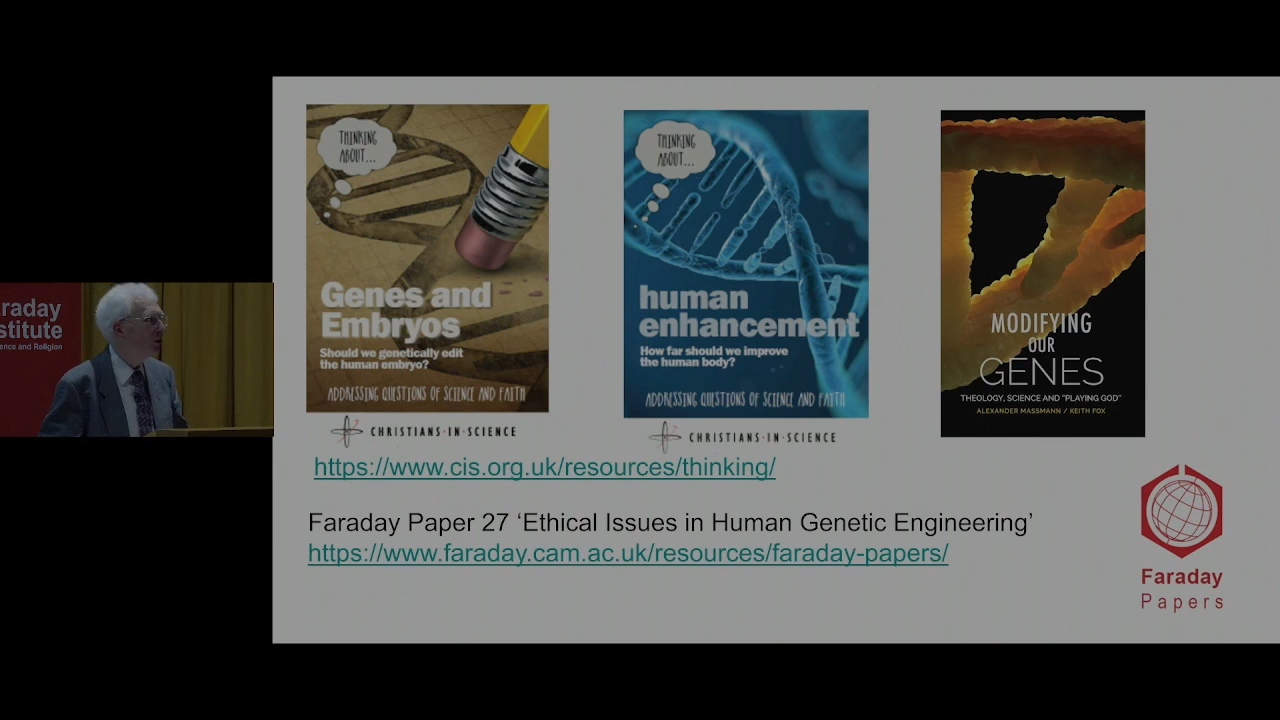 raday
stitute
ence and Religion
THINKING
ABOUT...
Genes and
Embryos
Should we genetically edit
the human embryo?
ADDRESSING QUESTIONS OF SCIENCE AND FAITH
CHRISTIANS·IN·SCIENCE
THINKING
ABOUT...
human
enhancement
How far should we improve
the human body?
ADDRESSING QUESTIONS OF SCIENCE AND FAITH
CHRISTIANS·IN·SCIENCE
MODIFYING
OUR
GENES
THEOLOGY, SCIENCE AND "PLAYING GOD"
ALEXANDER MASSMANN / KEITH FOX
https://www.cis.org.uk/resources/thinking/
Faraday Paper 27 ‘Ethical Issues in Human Genetic Engineering’
https://www.faraday.cam.ac.uk/resources/faraday-papers/
Faraday
Papers